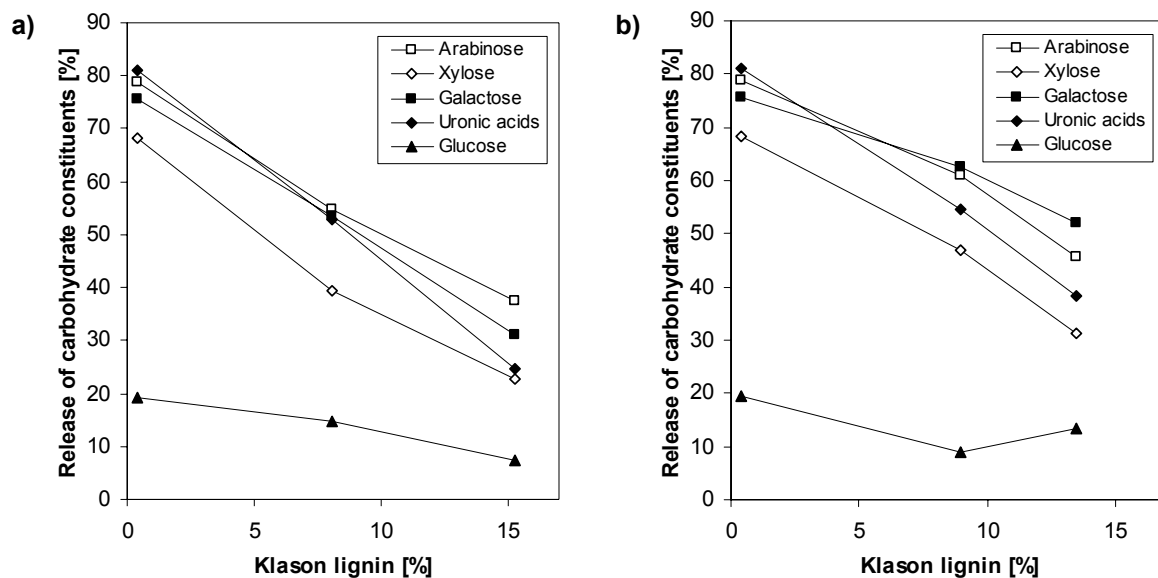 a)
Release of carbohydrate constituents [%]
90
80
70
60
50
40
30
20
10
0
0 5 10 15
Klason lignin [%]
Arabinose
Xylose
Galactose
Uronic acids
Glucose
b)
Release of carbohydrate constituents [%]
90
80
70
60
50
40
30
20
10
0
0 5 10 15
Klason lignin [%]
Arabinose
Xylose
Galactose
Uronic acids
Glucose